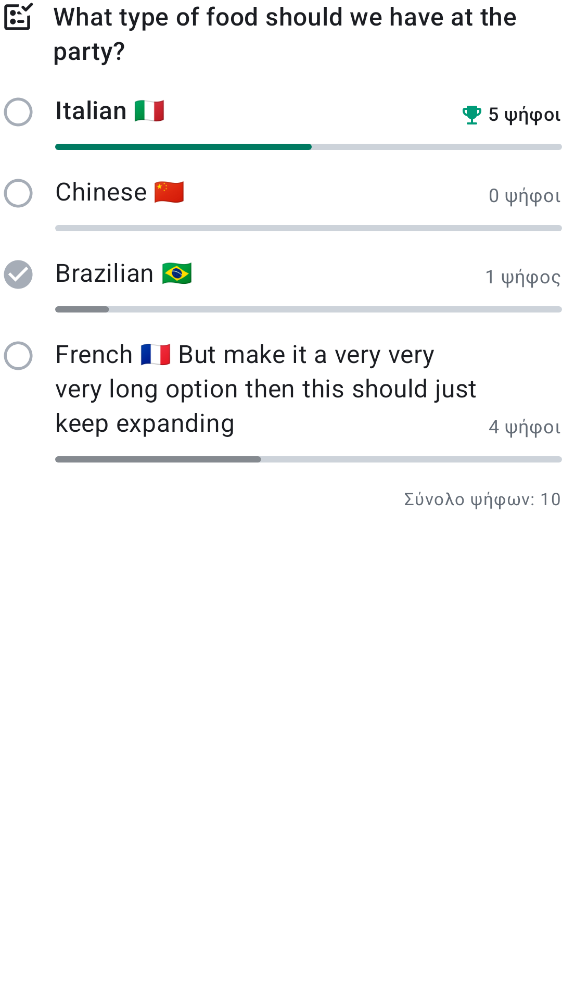 What type of food should we have at the
party?
Italian 🇮🇹
5 ψήφοι
Chinese 🇨🇳
0 ψήφοι
Brazilian 🇧🇷
1 ψήφος
French 🇫🇷 But make it a very very
very long option then this should just
keep expanding
4 ψήφοι
Σύνολο ψήφων: 10